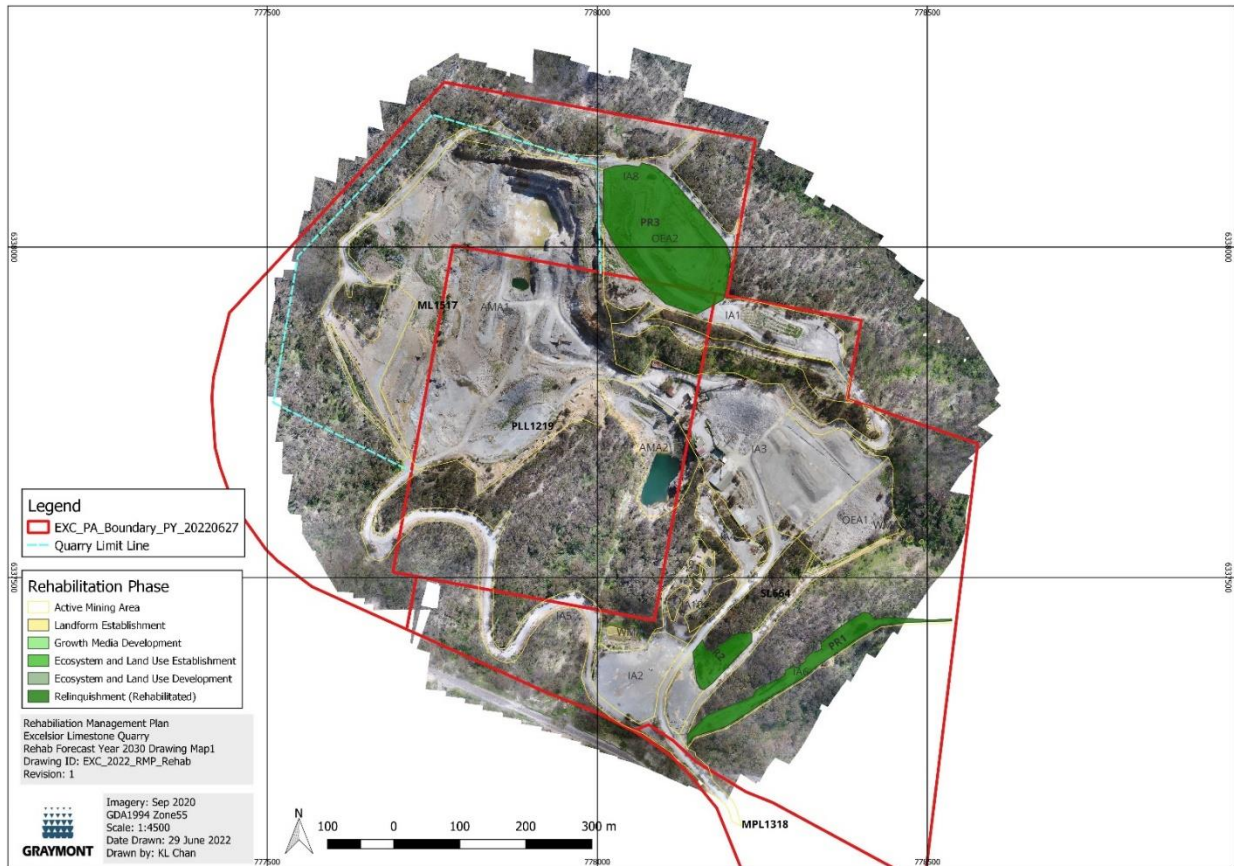 777500
778000
778500
6338000
6338000
IA8
PR3
OEA2
ML1517
AMA1
IA1
PLL1219
AMA2
IA3
OEA1
6337500
6337500
SL664
IA5
IA2
PR1
MPL1318
Legend
EXC_PA_Boundary_PY_20220627
Quarry Limit Line
Rehabilitation Phase
Active Mining Area
Landform Establishment
Growth Media Development
Ecosystem and Land Use Establishment
Ecosystem and Land Use Development
Relinquishment (Rehabilitated)
Rehabiliation Management Plan
Excelsior Limestone Quarry
Rehab Forecast Year 2030 Drawing Map1
Drawing ID: EXC_2022_RMP_Rehab
Revision: 1
GRAYMONT
Imagery: Sep 2020
GDA1994 Zone55
Scale: 1:4500
Date Drawn: 29 June 2022
Drawn by: KL Chan
N
100 0 100 200 300 m
777500
778000